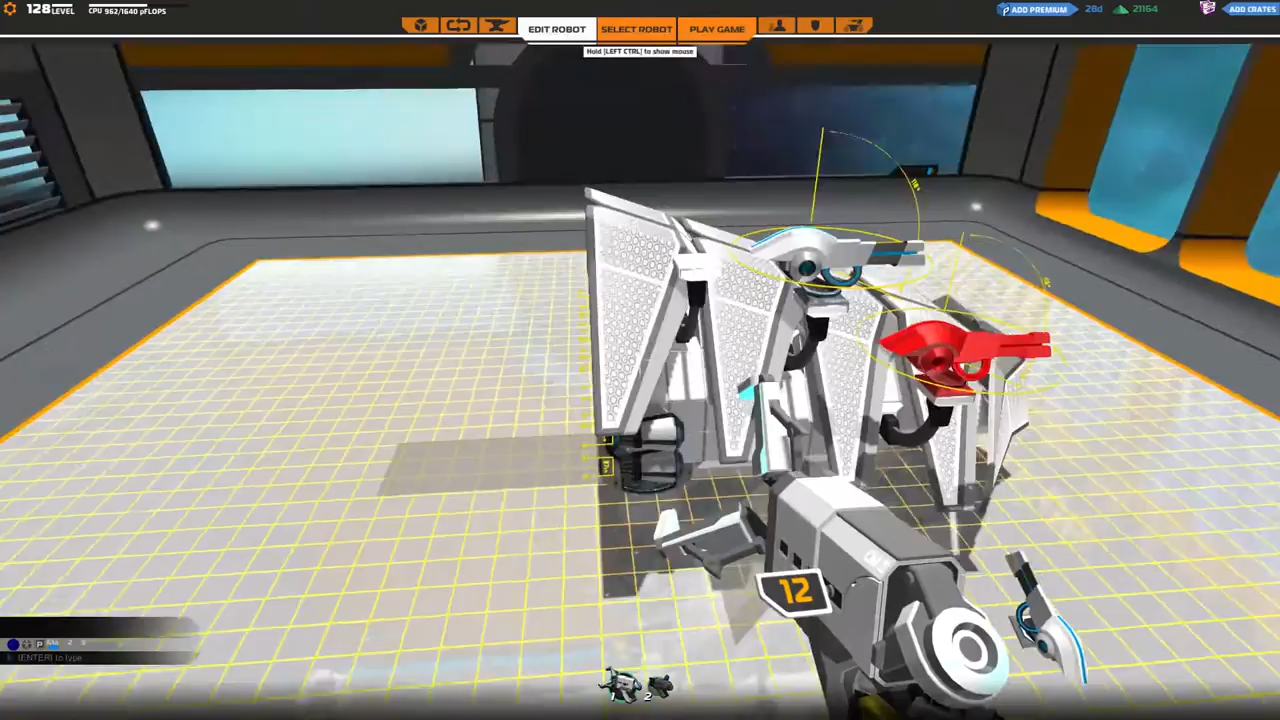 128 LEVEL
CPU 962/1640 pFLOPS
EDIT ROBOT
SELECT ROBOT
PLAY GAME
ADD PREMIUM
28d
21164
ADD CRATES
Hold [LEFT CTRL] to show mouse
12
[ENTER] to type
1
2